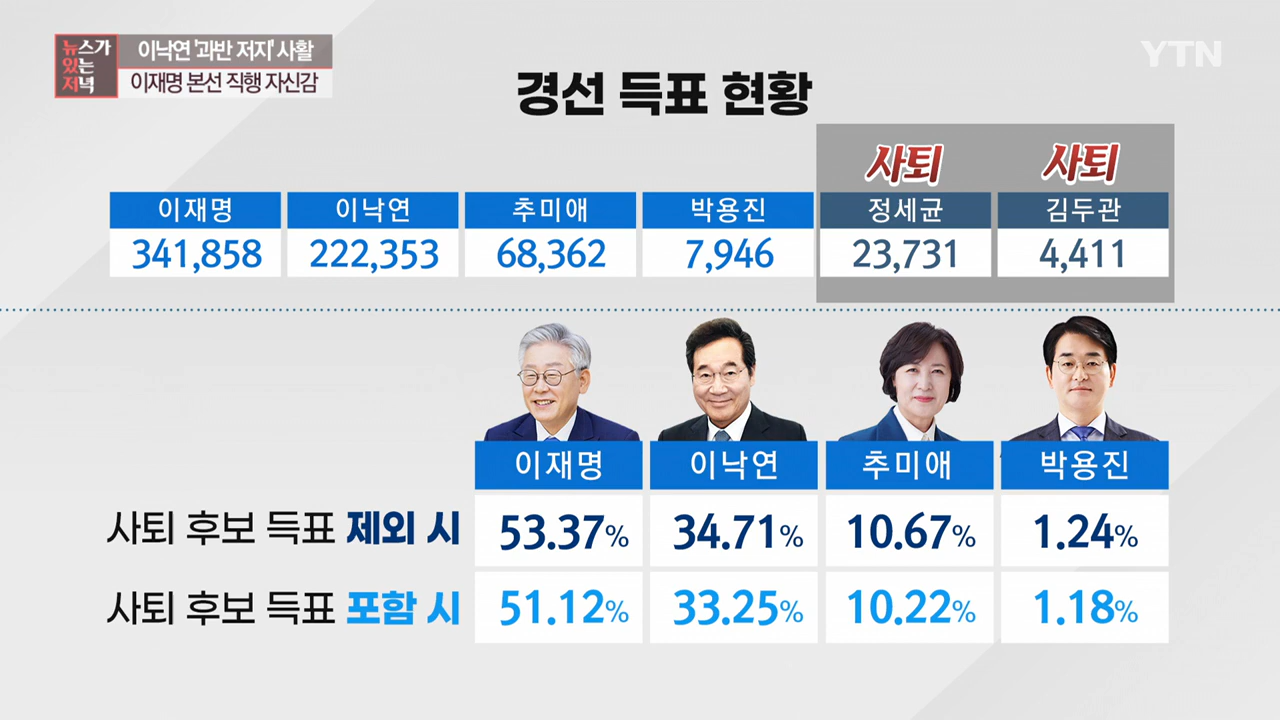 뉴스가
있는
저녁
이낙연 '과반 저지' 사활
이재명 본선 직행 자신감
YTN
경선 득표 현황
사퇴 사퇴
이재명 이낙연 추미애 박용진 정세균 김두관
341,858 222,353 68,362 7,946 23,731 4,411
이재명 이낙연 추미애 박용진
사퇴 후보 득표 제외 시 53.37% 34.71% 10.67% 1.24%
사퇴 후보 득표 포함 시 51.12% 33.25% 10.22% 1.18%